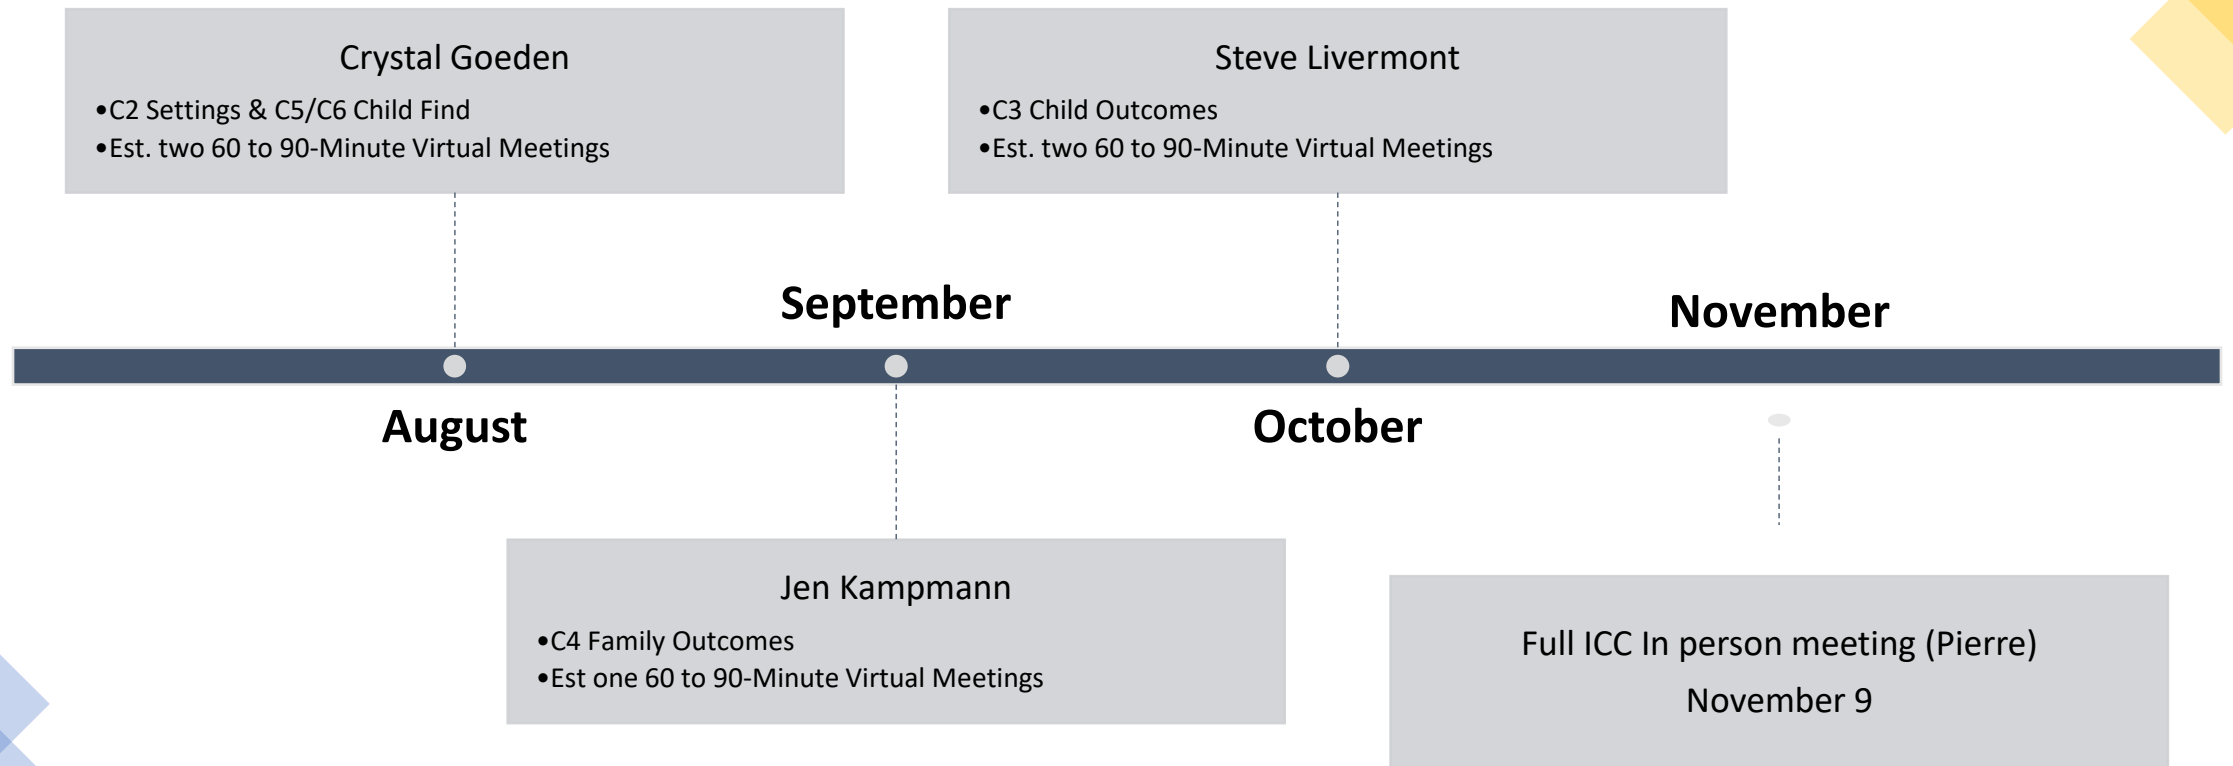 Crystal Goeden
•C2 Settings & C5/C6 Child Find
•Est. two 60 to 90-Minute Virtual Meetings
Steve Livermont
•C3 Child Outcomes
•Est. two 60 to 90-Minute Virtual Meetings
September
November
August
October
Jen Kampmann
•C4 Family Outcomes
•Est one 60 to 90-Minute Virtual Meetings
Full ICC In person meeting (Pierre)
November 9